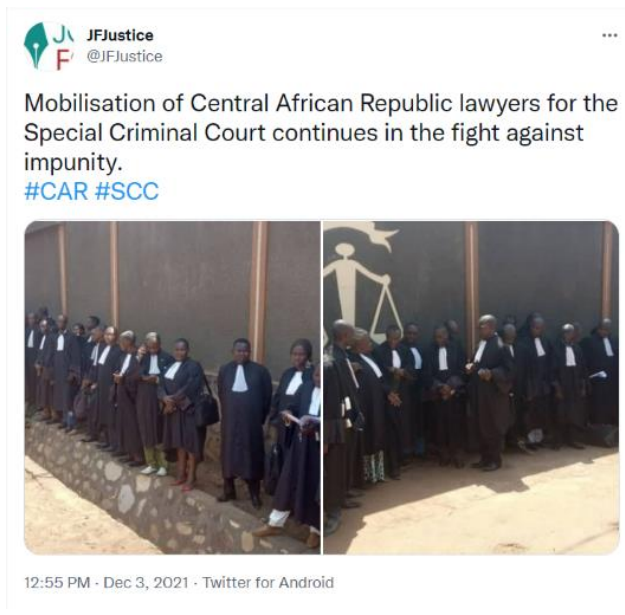 JFJustice
@JFJustice
Mobilisation of Central African Republic lawyers for the
Special Criminal Court continues in the fight against
impunity.
#CAR #SCC
12:55 PM · Dec 3, 2021 · Twitter for Android